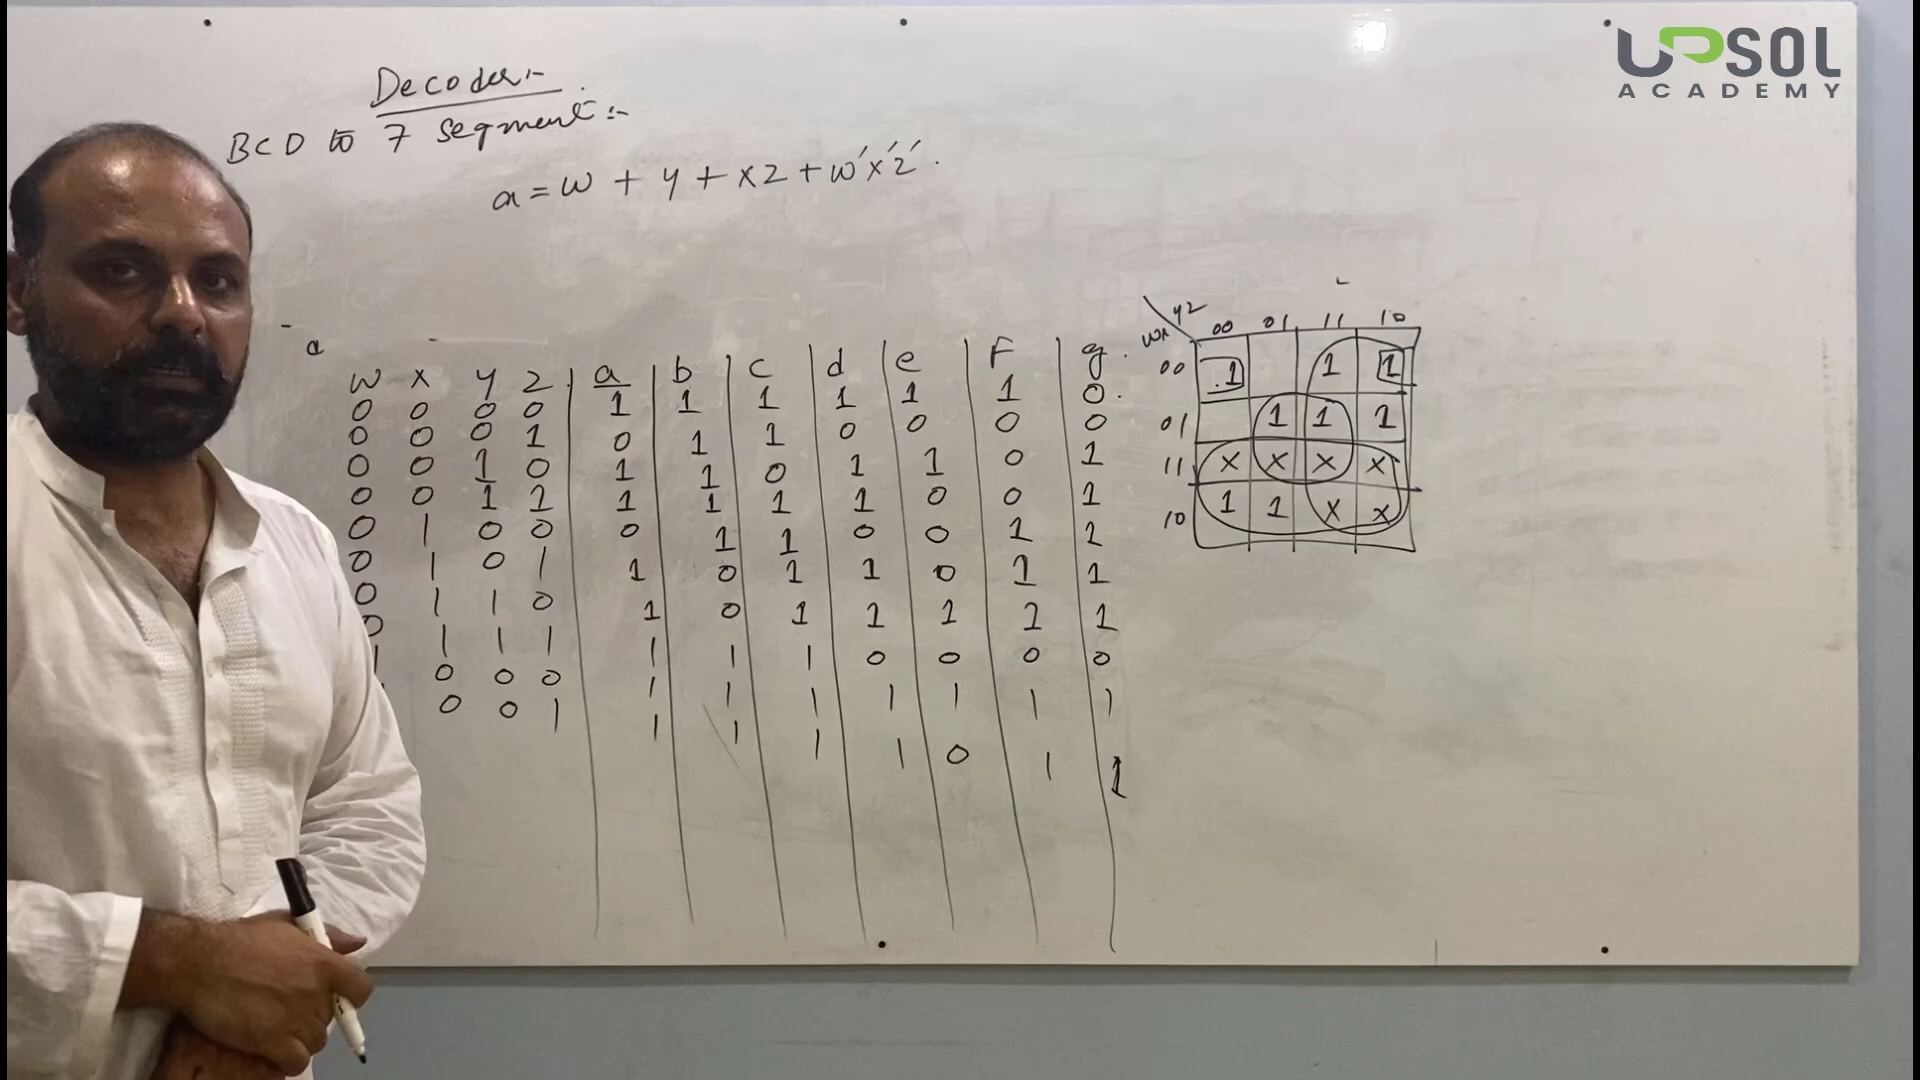 UPSOL
ACADEMY
Decoder:-
BCD to 7 segment:-
a = w + y + xz + w'x'z'.
a
w x y z a b c d e F g.
0 0 0 0 1 1 1 1 1 1 0.
0 0 0 1 0 1 1 0 0 0 0
0 0 1 0 1 1 0 1 1 0 1
0 0 1 1 1 1 1 1 0 0 1
0 1 0 0 0 1 1 0 0 1 1
0 1 0 1 1 0 1 1 0 1 1
0 1 1 0 1 0 1 1 1 1 1
0 1 1 1 1 1 1 0 0 0 0
1 0 0 0 1 1 1 1 1 1 1
0 0 1 1 1 1 1 0 1 1
yz
wx 00 01 11 10
00 1 1 1
01 1 1 1
11 x x x x
10 1 1 x x